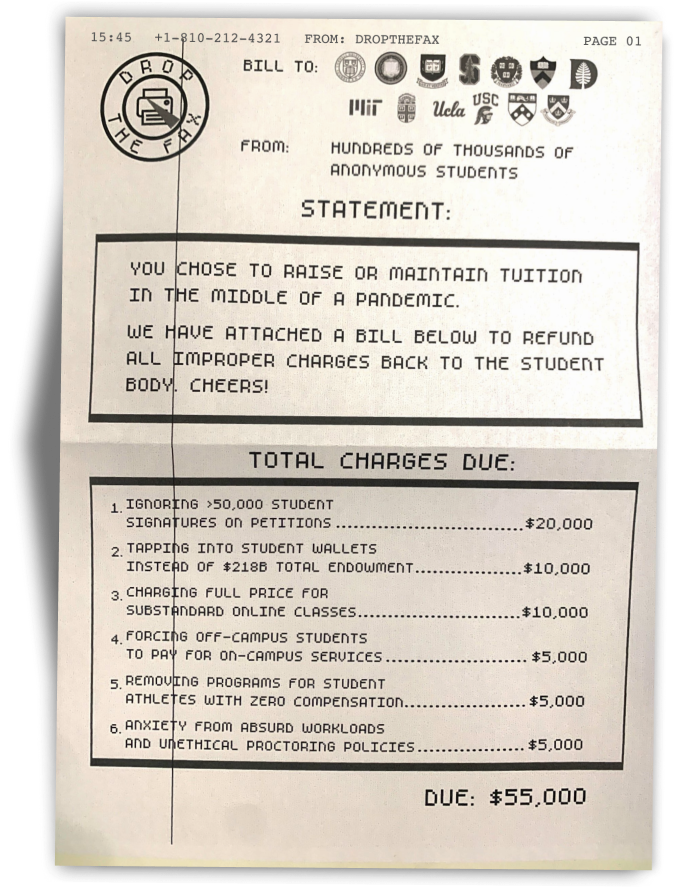 15:45 +1-810-212-4321 FROM: DROPTHEFAX PAGE 01
DROP
THE FAX
BILL TO:
MIT Ucla USC
FROM: HUNDREDS OF THOUSANDS OF
ANONYMOUS STUDENTS
STATEMENT:
YOU CHOSE TO RAISE OR MAINTAIN TUITION
IN THE MIDDLE OF A PANDEMIC.
WE HAVE ATTACHED A BILL BELOW TO REFUND
ALL IMPROPER CHARGES BACK TO THE STUDENT
BODY. CHEERS!
TOTAL CHARGES DUE:
1. IGNORING >50,000 STUDENT
SIGNATURES ON PETITIONS........................$20,000
2. TAPPING INTO STUDENT WALLETS
INSTEAD OF $218B TOTAL ENDOWMENT..............$10,000
3. CHARGING FULL PRICE FOR
SUBSTANDARD ONLINE CLASSES.....................$10,000
4. FORCING OFF-CAMPUS STUDENTS
TO PAY FOR ON-CAMPUS SERVICES.................. $5,000
5. REMOVING PROGRAMS FOR STUDENT
ATHLETES WITH ZERO COMPENSATION............... $5,000
6. ANXIETY FROM ABSURD WORKLOADS
AND UNETHICAL PROCTORING POLICIES............. $5,000
DUE: $55,000